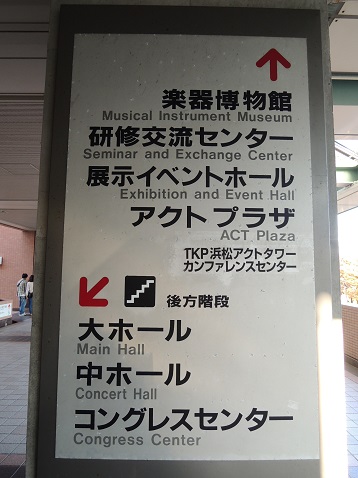 楽器博物館
Musical Instrument Museum
研修交流センター
Seminar and Exchange Center
展示イベントホール
Exhibition and Event Hall
アクトプラザ
ACT Plaza
TKP浜松アクトタワー
カンファレンスセンター
後方階段
大ホール
Main Hall
中ホール
Concert Hall
コングレスセンター
Congress Center